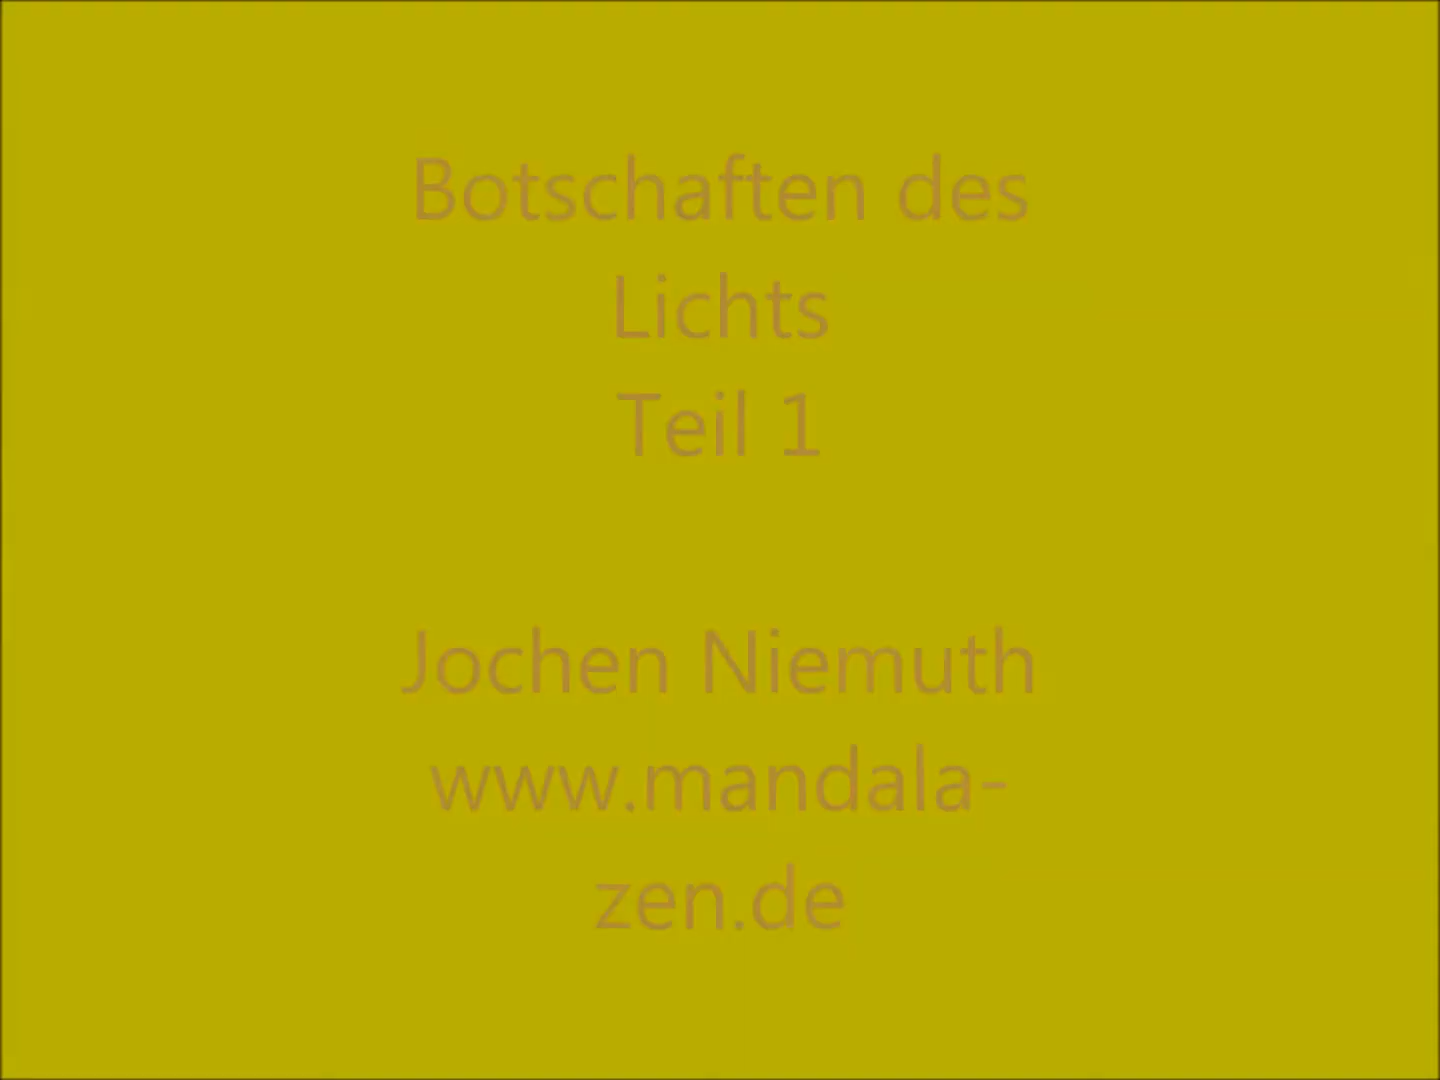 Botschaften des
Lichts
Teil 1
Jochen Niemuth
www.mandala-
zen.de